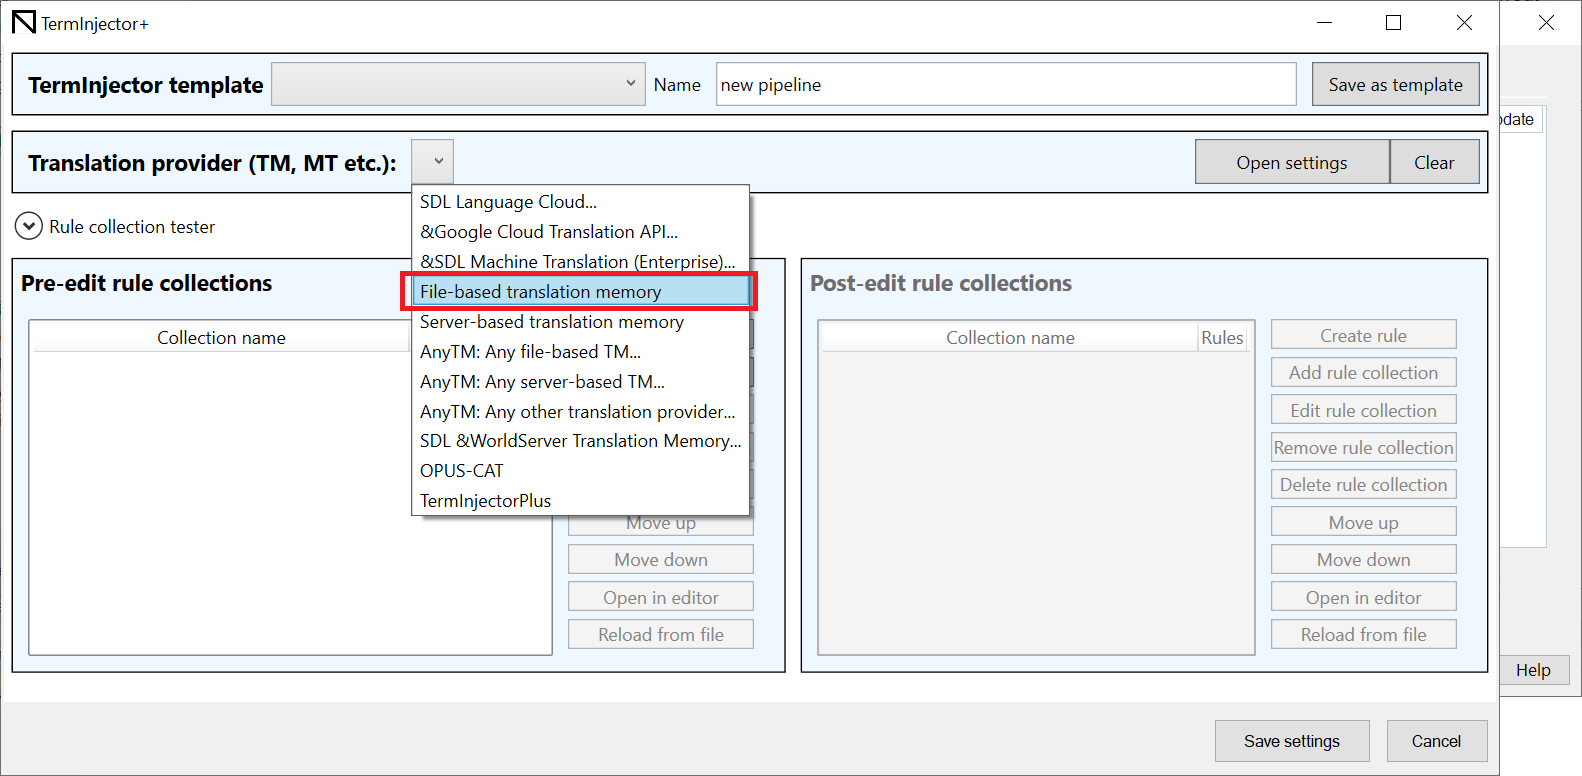 TermInjector+
TermInjector template
Name
new pipeline
Save as template
Translation provider (TM, MT etc.):
Open settings
Clear
SDL Language Cloud...
&Google Cloud Translation API...
&SDL Machine Translation (Enterprise)...
File-based translation memory
Server-based translation memory
AnyTM: Any file-based TM...
AnyTM: Any server-based TM...
AnyTM: Any other translation provider...
SDL &WorldServer Translation Memory...
OPUS-CAT
TermInjectorPlus
Rule collection tester
Pre-edit rule collections
Collection name
Move up
Move down
Open in editor
Reload from file
Post-edit rule collections
Collection name
Rules
Create rule
Add rule collection
Edit rule collection
Remove rule collection
Delete rule collection
Move up
Move down
Open in editor
Reload from file
Help
Save settings
Cancel